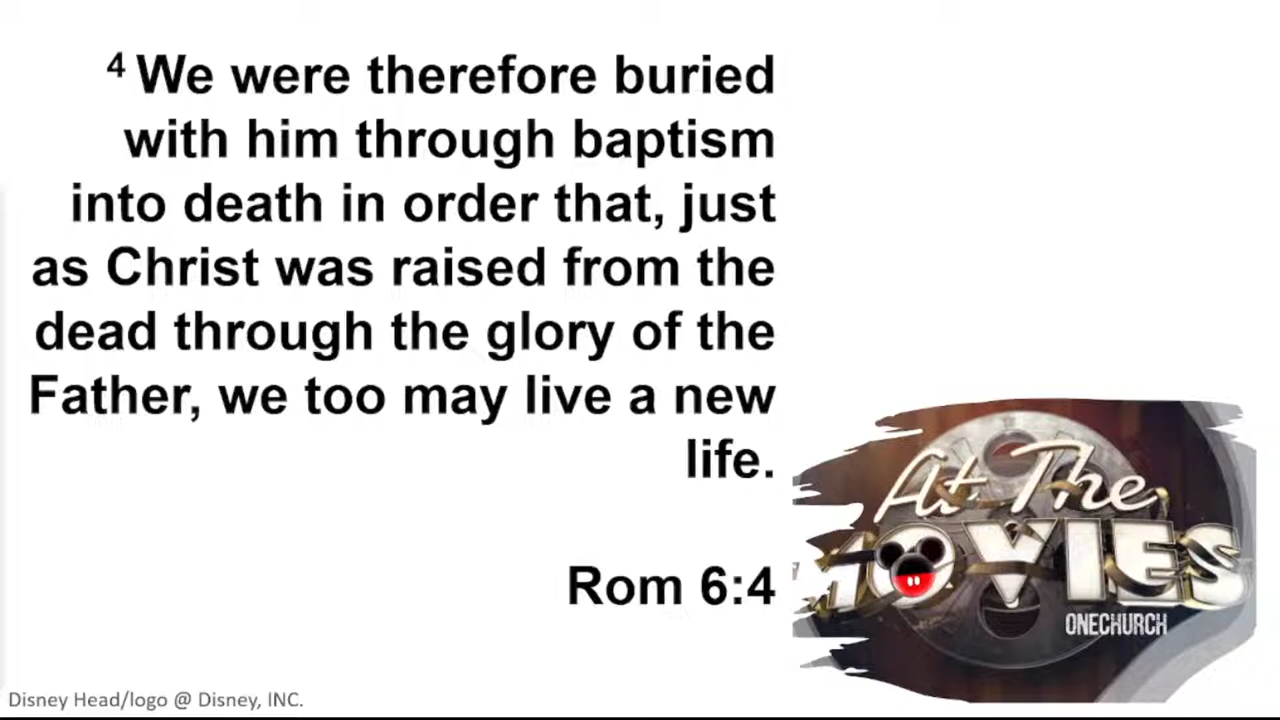 4 We were therefore buried
with him through baptism
into death in order that, just
as Christ was raised from the
dead through the glory of the
Father, we too may live a new
life.
Rom 6:4
At The
MOVIES
ONECHURCH
Disney Head/logo @ Disney, INC.